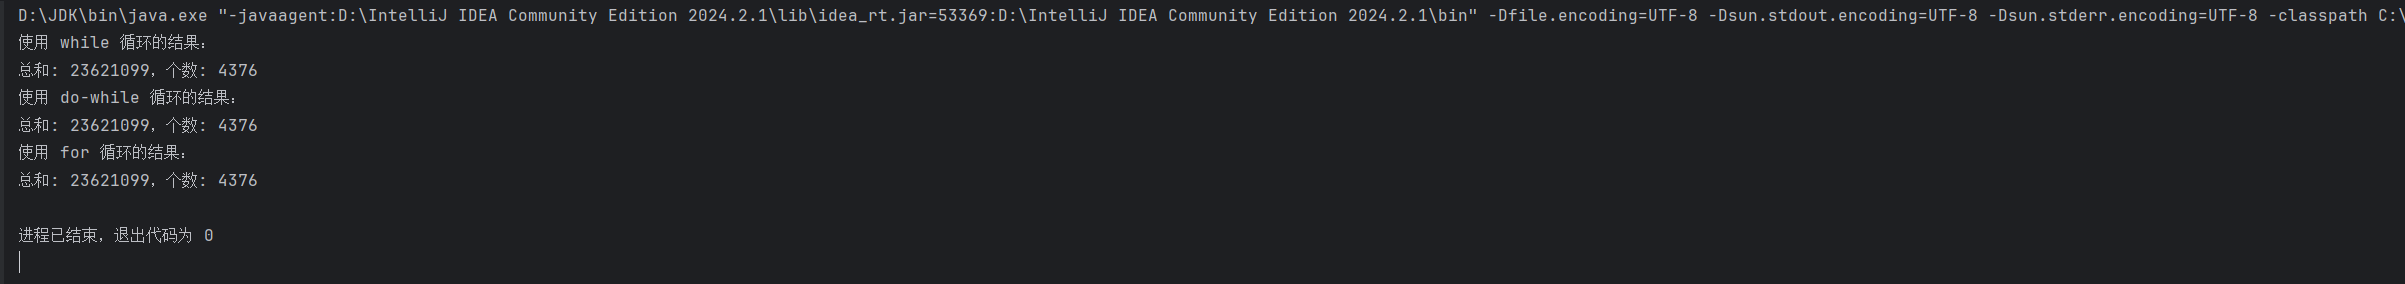 D:\JDK\bin\java.exe "-javaagent:D:\IntelliJ IDEA Community Edition 2024.2.1\lib\idea_rt.jar=53369:D:\IntelliJ IDEA Community Edition 2024.2.1\bin" -Dfile.encoding=UTF-8 -Dsun.stdout.encoding=UTF-8 -Dsun.stderr.encoding=UTF-8 -classpath C:\
使用 while 循环的结果：
总和: 23621099，个数: 4376
使用 do-while 循环的结果：
总和: 23621099，个数: 4376
使用 for 循环的结果：
总和: 23621099，个数: 4376
进程已结束，退出代码为 0